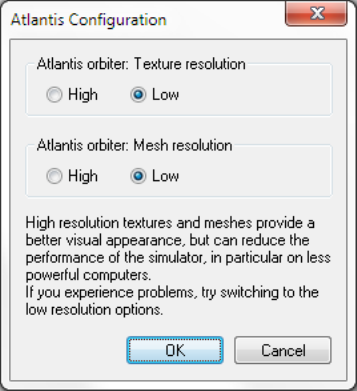 Atlantis Configuration
Atlantis orbiter: Texture resolution
High Low
Atlantis orbiter: Mesh resolution
High Low
High resolution textures and meshes provide a
better visual appearance, but can reduce the
performance of the simulator, in particular on less
powerful computers.
If you experience problems, try switching to the
low resolution options.
OK Cancel